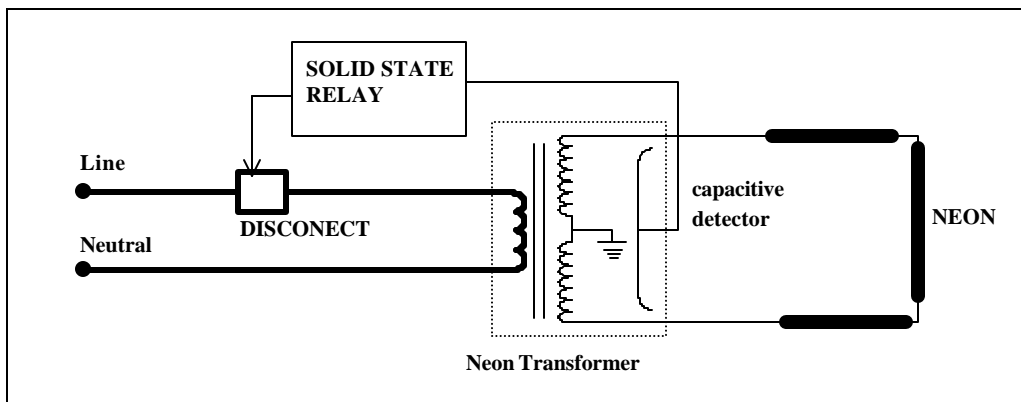 SOLID STATE
RELAY
Line
DISCONECT
Neutral
capacitive
detector
NEON
Neon Transformer